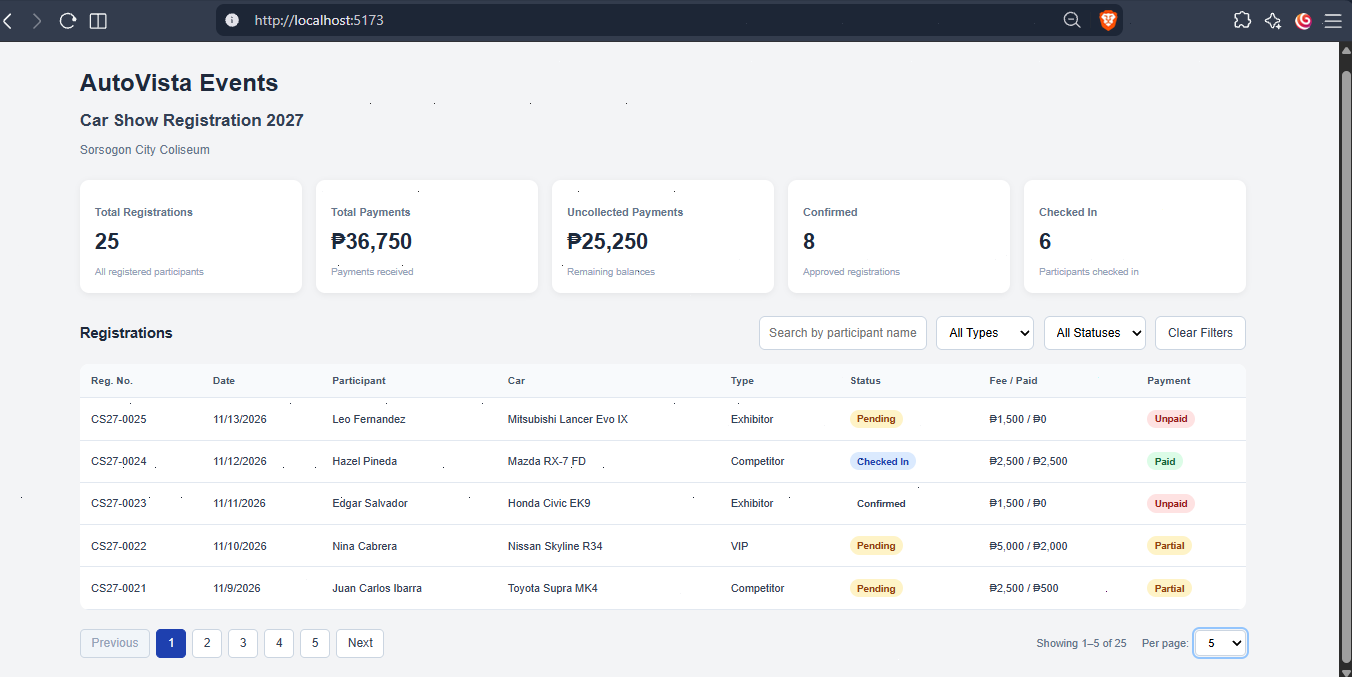 http://localhost:5173
AutoVista Events
Car Show Registration 2027
Sorsogon City Coliseum
Total Registrations
25
All registered participants
Total Payments
₱36,750
Payments received
Uncollected Payments
₱25,250
Remaining balances
Confirmed
8
Approved registrations
Checked In
6
Participants checked in
Registrations
Search by participant name
All Types
All Statuses
Clear Filters
Reg. No. Date Participant Car Type Status Fee / Paid Payment
CS27-0025 11/13/2026 Leo Fernandez Mitsubishi Lancer Evo IX Exhibitor Pending ₱1,500 / ₱0 Unpaid
CS27-0024 11/12/2026 Hazel Pineda Mazda RX-7 FD Competitor Checked In ₱2,500 / ₱2,500 Paid
CS27-0023 11/11/2026 Edgar Salvador Honda Civic EK9 Exhibitor Confirmed ₱1,500 / ₱0 Unpaid
CS27-0022 11/10/2026 Nina Cabrera Nissan Skyline R34 VIP Pending ₱5,000 / ₱2,000 Partial
CS27-0021 11/9/2026 Juan Carlos Ibarra Toyota Supra MK4 Competitor Pending ₱2,500 / ₱500 Partial
Previous 1 2 3 4 5 Next Showing 1–5 of 25 Per page: 5